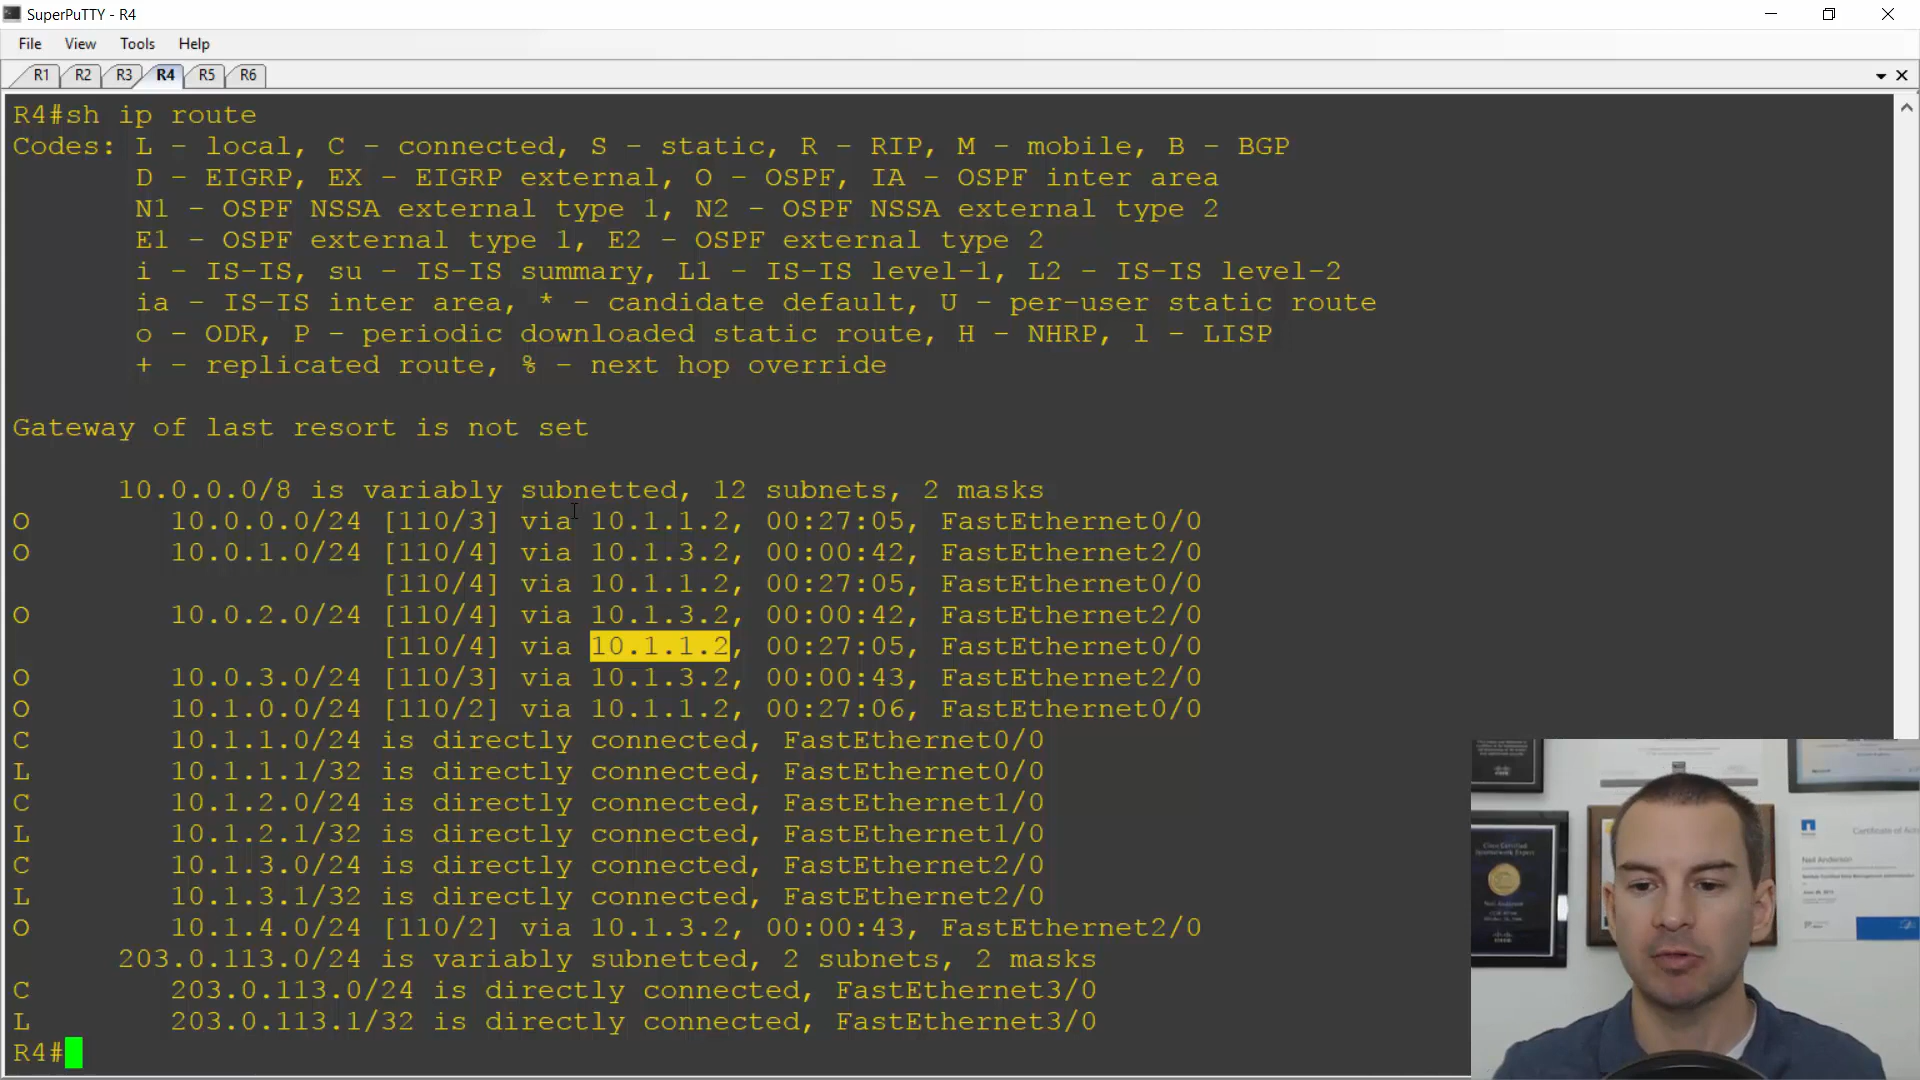 SuperPuTTY - R4
File View Tools Help
R1 R2 R3 R4 R5 R6
R4#sh ip route
Codes: L - local, C - connected, S - static, R - RIP, M - mobile, B - BGP
D - EIGRP, EX - EIGRP external, O - OSPF, IA - OSPF inter area
N1 - OSPF NSSA external type 1, N2 - OSPF NSSA external type 2
E1 - OSPF external type 1, E2 - OSPF external type 2
i - IS-IS, su - IS-IS summary, L1 - IS-IS level-1, L2 - IS-IS level-2
ia - IS-IS inter area, * - candidate default, U - per-user static route
o - ODR, P - periodic downloaded static route, H - NHRP, l - LISP
+ - replicated route, % - next hop override
Gateway of last resort is not set
10.0.0.0/8 is variably subnetted, 12 subnets, 2 masks
O 10.0.0.0/24 [110/3] via 10.1.1.2, 00:27:05, FastEthernet0/0
O 10.0.1.0/24 [110/4] via 10.1.3.2, 00:00:42, FastEthernet2/0
[110/4] via 10.1.1.2, 00:27:05, FastEthernet0/0
O 10.0.2.0/24 [110/4] via 10.1.3.2, 00:00:42, FastEthernet2/0
[110/4] via 10.1.1.2, 00:27:05, FastEthernet0/0
O 10.0.3.0/24 [110/3] via 10.1.3.2, 00:00:43, FastEthernet2/0
O 10.1.0.0/24 [110/2] via 10.1.1.2, 00:27:06, FastEthernet0/0
C 10.1.1.0/24 is directly connected, FastEthernet0/0
L 10.1.1.1/32 is directly connected, FastEthernet0/0
C 10.1.2.0/24 is directly connected, FastEthernet1/0
L 10.1.2.1/32 is directly connected, FastEthernet1/0
C 10.1.3.0/24 is directly connected, FastEthernet2/0
L 10.1.3.1/32 is directly connected, FastEthernet2/0
O 10.1.4.0/24 [110/2] via 10.1.3.2, 00:00:43, FastEthernet2/0
203.0.113.0/24 is variably subnetted, 2 subnets, 2 masks
C 203.0.113.0/24 is directly connected, FastEthernet3/0
L 203.0.113.1/32 is directly connected, FastEthernet3/0
R4#
Neil Anderson